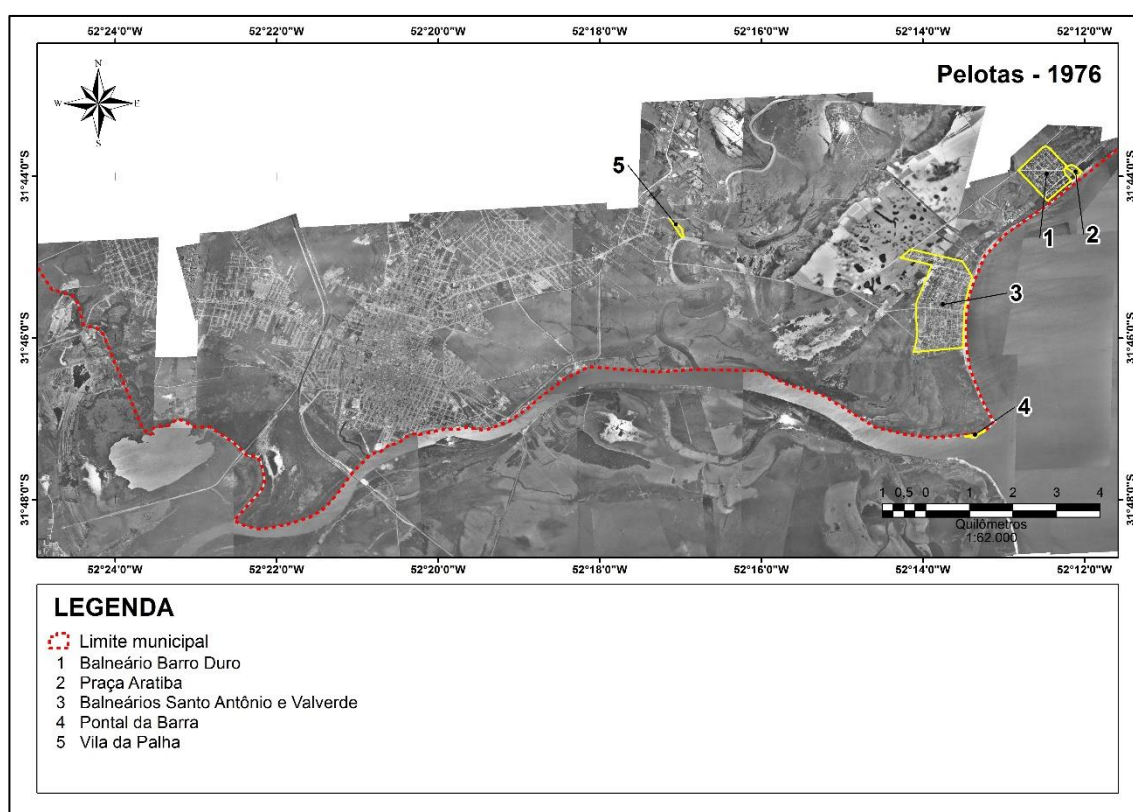 52°24'0"W 52°22'0"W 52°20'0"W 52°18'0"W 52°16'0"W 52°14'0"W 52°12'0"W
N
W E
S
Pelotas - 1976
31°44'0"S 31°44'0"S
5
1 2
3
31°46'0"S 31°46'0"S
4
31°48'0"S 31°48'0"S
1 0,5 0 1 2 3 4
Quilômetros
1:62.000
52°24'0"W 52°22'0"W 52°20'0"W 52°18'0"W 52°16'0"W 52°14'0"W 52°12'0"W
LEGENDA
Limite municipal
1 Balneário Barro Duro
2 Praça Aratiba
3 Balneários Santo Antônio e Valverde
4 Pontal da Barra
5 Vila da Palha